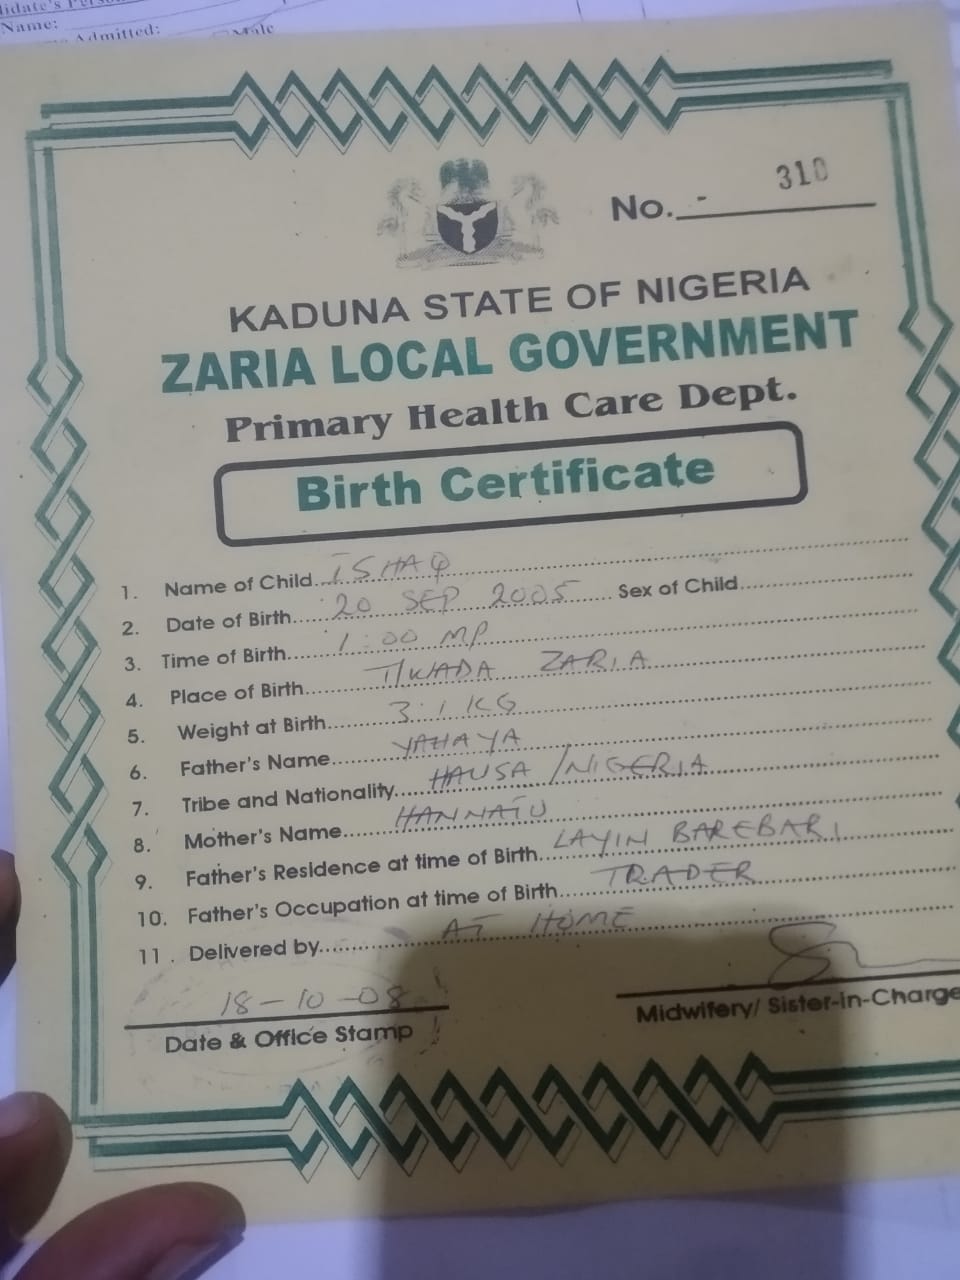 Name:
Admitted:
Male
No. - 310
KADUNA STATE OF NIGERIA
ZARIA LOCAL GOVERNMENT
Primary Health Care Dept.
Birth Certificate
1. Name of Child ISHAQ
2. Date of Birth 20 SEP 2005 Sex of Child
3. Time of Birth 1:00 MP
4. Place of Birth T/WADA ZARIA
5. Weight at Birth 3.1 KG
6. Father's Name YAHAYA
7. Tribe and Nationality HAUSA / NIGERIA
8. Mother's Name HANNATU
9. Father's Residence at time of Birth LAYIN BAREBARI
10. Father's Occupation at time of Birth TRADER
11. Delivered by AT HOME
18-10-08
Date & Office Stamp
Midwifery/ Sister-in-Charge